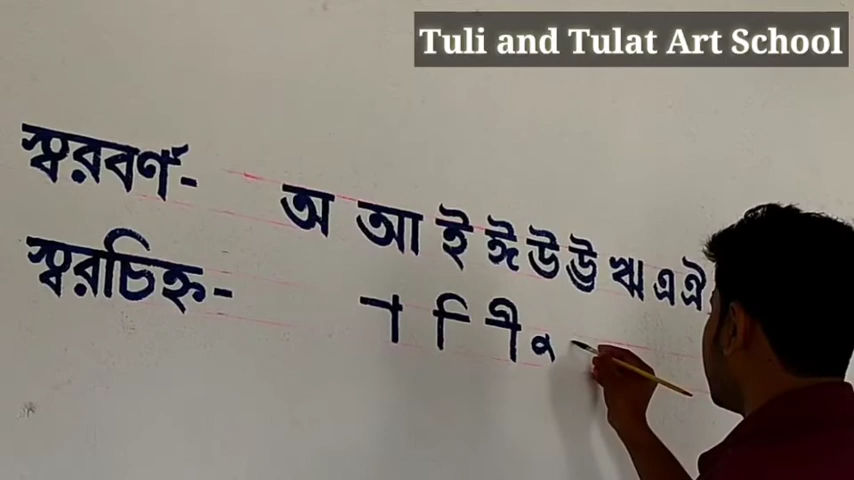 Tuli and Tulat Art School
স্বরবর্ণ- অ আ ই ঈ উ ঊ ঋ এ ঐ
স্বরচিহ্ন- া ি ী ু